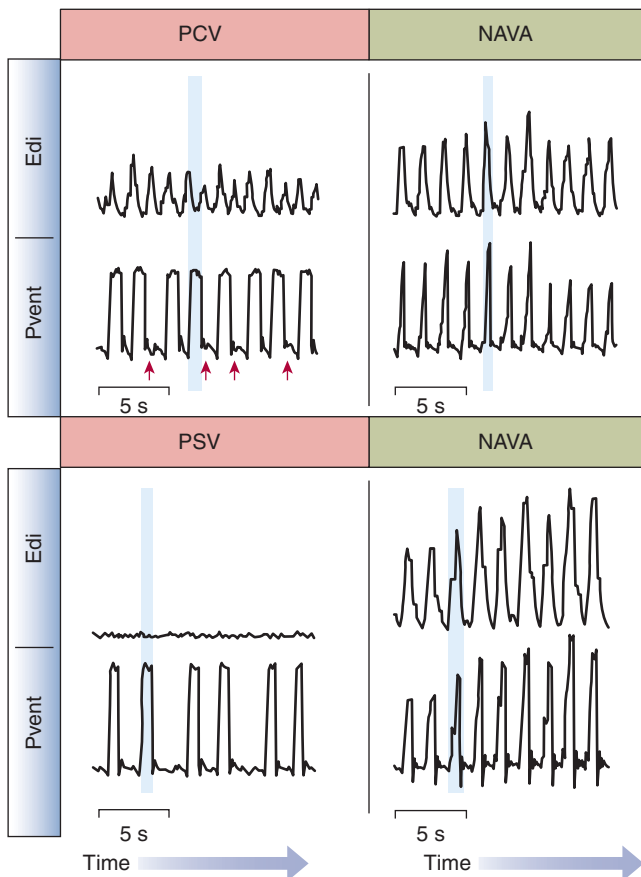 PCV NAVA
Edi
Pvent
5 s 5 s
PSV NAVA
Edi
Pvent
5 s 5 s
Time Time